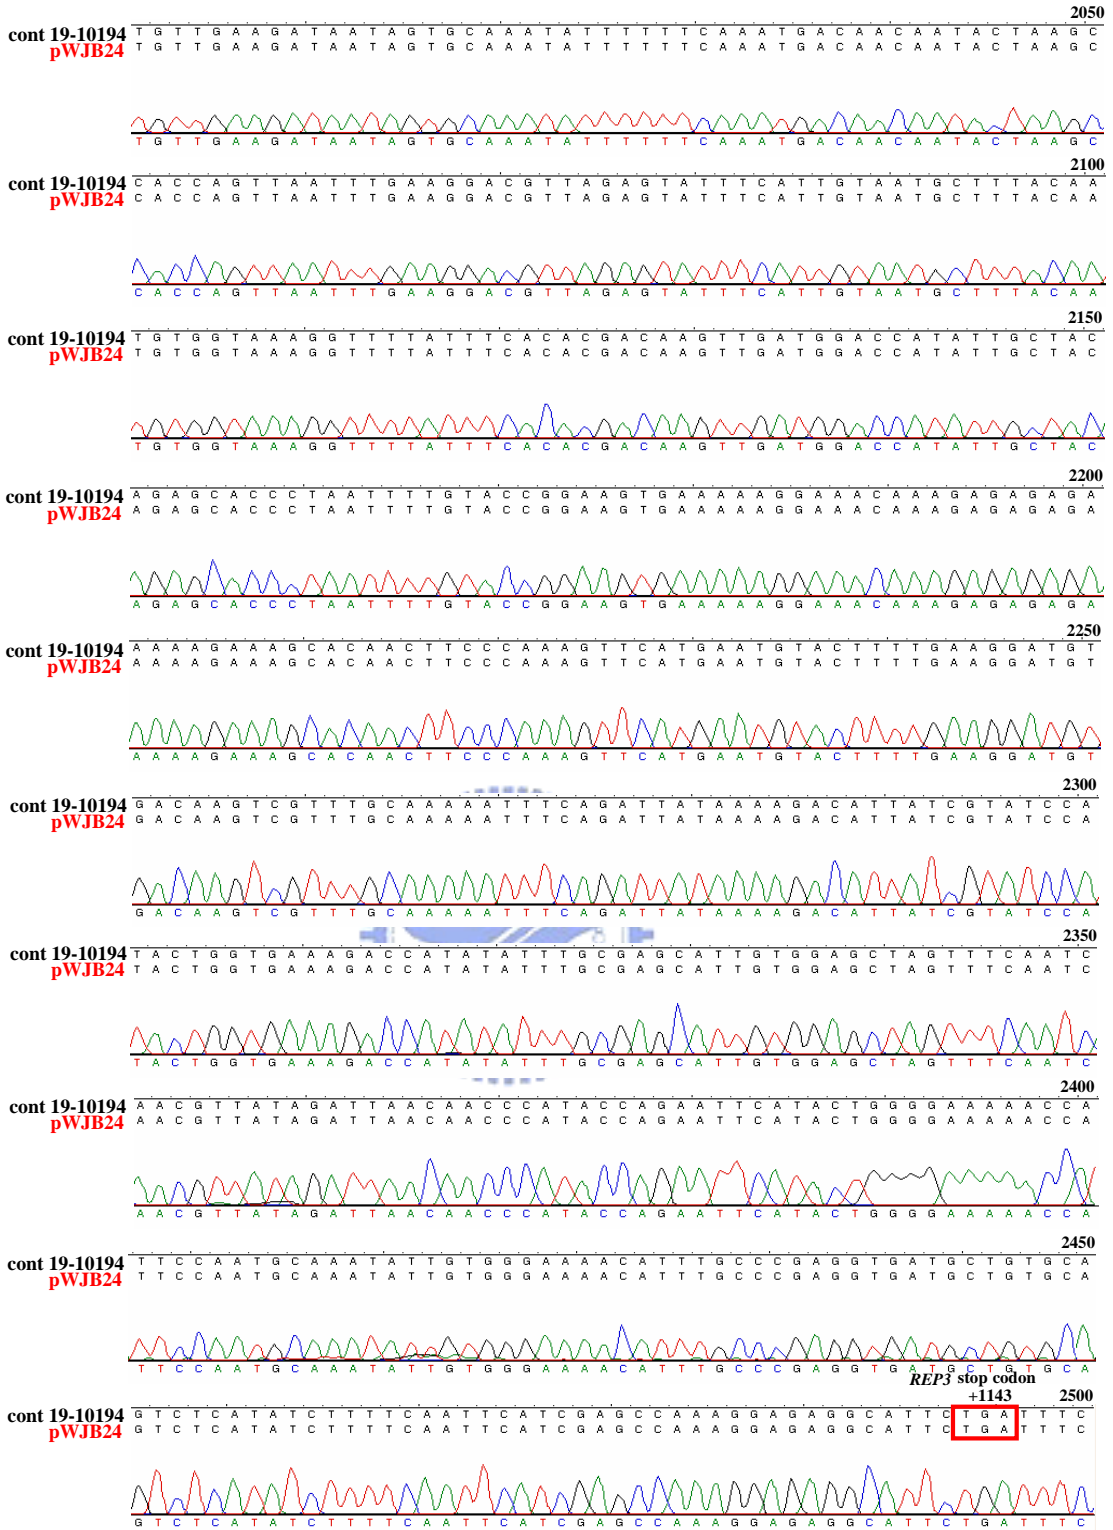 2050
cont 19-10194 T G T T G A A G A T A A T A G T G C A A A T A T T T T T T C A A A T G A C A A C A A T A C T A A G C
pWJB24 T G T T G A A G A T A A T A G T G C A A A T A T T T T T T C A A A T G A C A A C A A T A C T A A G C
T G T T G A A G A T A A T A G T G C A A A T A T T T T T T C A A A T G A C A A C A A T A C T A A G C
2100
cont 19-10194 C A C C A G T T A A T T T G A A G G A C G T T A G A G T A T T T C A T T G T A A T G C T T T A C A A
pWJB24 C A C C A G T T A A T T T G A A G G A C G T T A G A G T A T T T C A T T G T A A T G C T T T A C A A
C A C C A G T T A A T T T G A A G G A C G T T A G A G T A T T T C A T T G T A A T G C T T T A C A A
2150
cont 19-10194 T G T G G T A A A G G T T T T A T T T C A C A C G A C A A G T T G A T G G A C C A T A T T G C T A C
pWJB24 T G T G G T A A A G G T T T T A T T T C A C A C G A C A A G T T G A T G G A C C A T A T T G C T A C
T G T G G T A A A G G T T T T A T T T C A C A C G A C A A G T T G A T G G A C C A T A T T G C T A C
2200
cont 19-10194 A G A G C A C C C T A A T T T T G T A C C G G A A G T G A A A A A G G A A A C A A A G A G A G A G A
pWJB24 A G A G C A C C C T A A T T T T G T A C C G G A A G T G A A A A A G G A A A C A A A G A G A G A G A
A G A G C A C C C T A A T T T T G T A C C G G A A G T G A A A A A G G A A A C A A A G A G A G A G A
2250
cont 19-10194 A A A A G A A A G C A C A A C T T C C C A A A G T T C A T G A A T G T A C T T T T G A A G G A T G T
pWJB24 A A A A G A A A G C A C A A C T T C C C A A A G T T C A T G A A T G T A C T T T T G A A G G A T G T
A A A A G A A A G C A C A A C T T C C C A A A G T T C A T G A A T G T A C T T T T G A A G G A T G T
2300
cont 19-10194 G A C A A G T C G T T T G C A A A A A T T T C A G A T T A T A A A A G A C A T T A T C G T A T C C A
pWJB24 G A C A A G T C G T T T G C A A A A A T T T C A G A T T A T A A A A G A C A T T A T C G T A T C C A
G A C A A G T C G T T T G C A A A A A T T T C A G A T T A T A A A A G A C A T T A T C G T A T C C A
2350
cont 19-10194 T A C T G G T G A A A G A C C A T A T A T T T G C G A G C A T T G T G G A G C T A G T T T C A A T C
pWJB24 T A C T G G T G A A A G A C C A T A T A T T T G C G A G C A T T G T G G A G C T A G T T T C A A T C
T A C T G G T G A A A G A C C A T A T A T T T G C G A G C A T T G T G G A G C T A G T T T C A A T C
2400
cont 19-10194 A A C G T T A T A G A T T A A C A A C C C A T A C C A G A A T T C A T A C T G G G G A A A A A C C A
pWJB24 A A C G T T A T A G A T T A A C A A C C C A T A C C A G A A T T C A T A C T G G G G A A A A A C C A
A A C G T T A T A G A T T A A C A A C C C A T A C C A G A A T T C A T A C T G G G G A A A A A C C A
2450
cont 19-10194 T T C C A A T G C A A A T A T T G T G G G A A A A C A T T T G C C C G A G G T G A T G C T G T G C A
pWJB24 T T C C A A T G C A A A T A T T G T G G G A A A A C A T T T G C C C G A G G T G A T G C T G T G C A
T T C C A A T G C A A A T A T T G T G G G A A A A C A T T T G C C C G A G G T G A T G C T G T G C A
REP3 stop codon
+1143 2500
cont 19-10194 G T C T C A T A T C T T T T C A A T T C A T C G A G C C A A A G G A G A G G C A T T C T G A T T T C
pWJB24 G T C T C A T A T C T T T T C A A T T C A T C G A G C C A A A G G A G A G G C A T T C T G A T T T C
G T C T C A T A T C T T T T C A A T T C A T C G A G C C A A A G G A G A G G C A T T C T G A T T T C